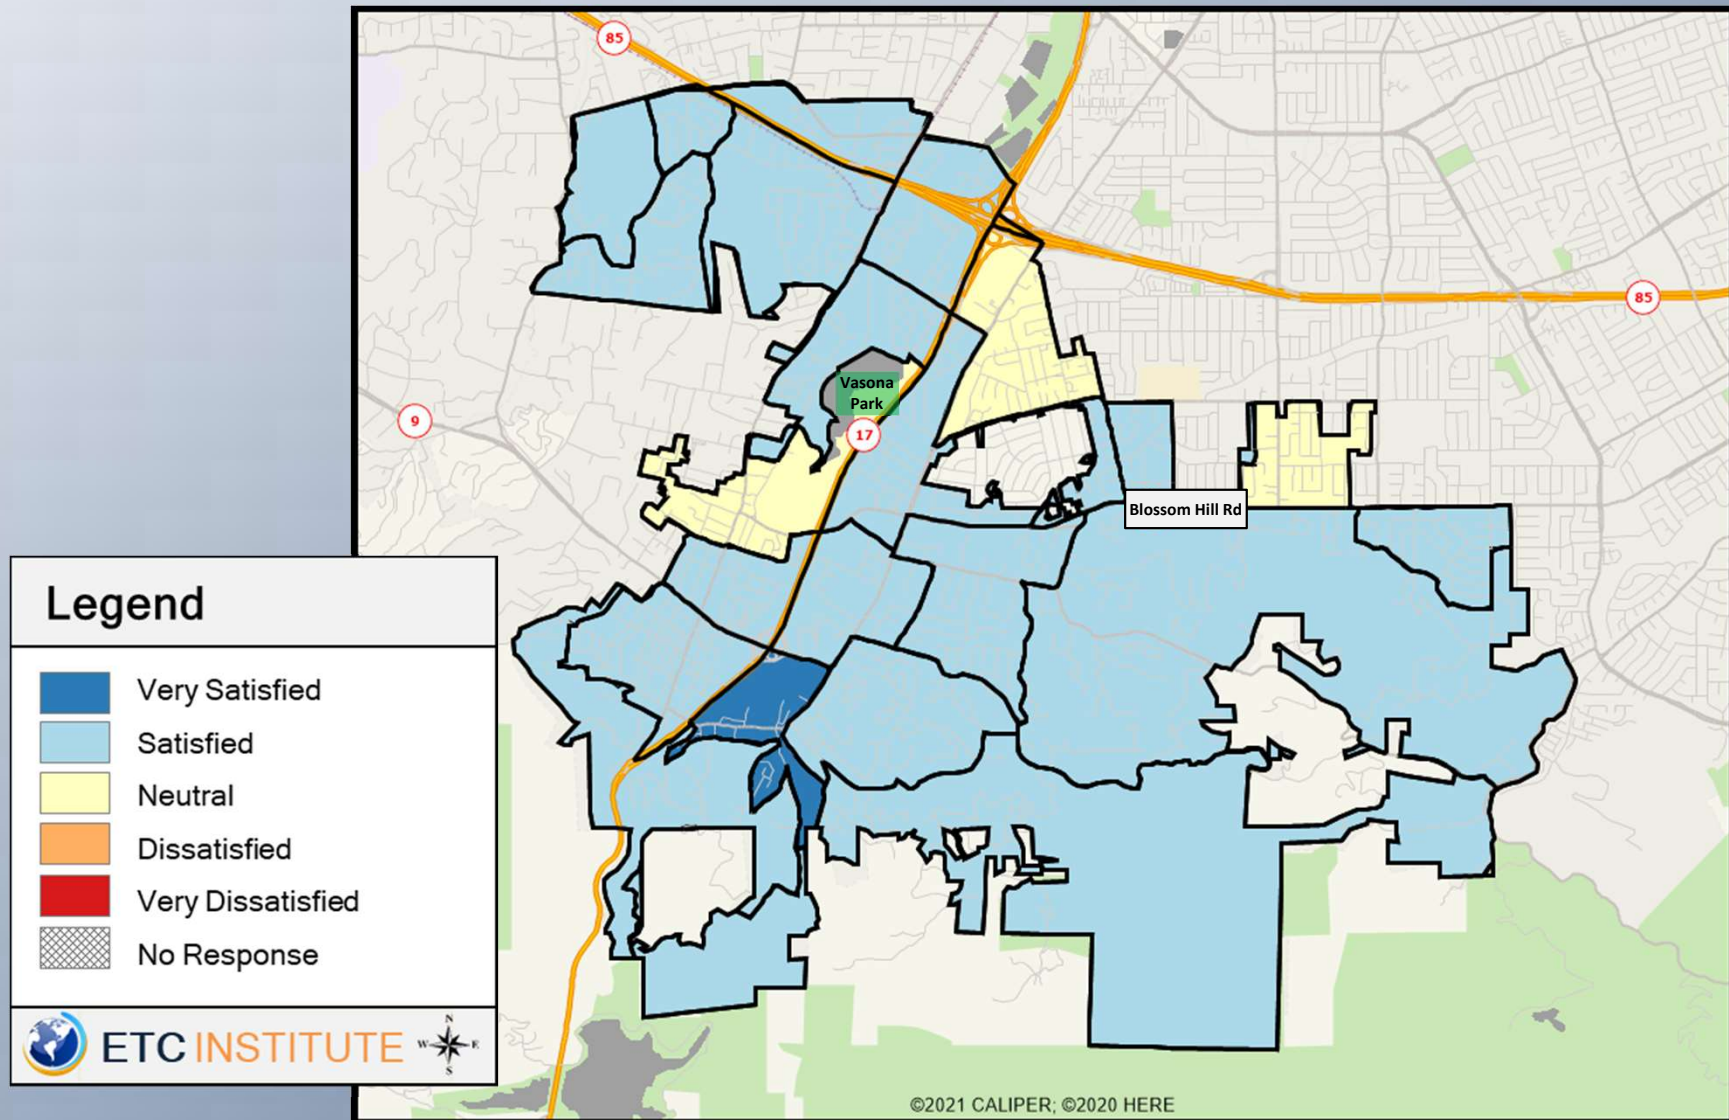 85
85
9
Vasona
Park
17
Blossom Hill Rd
Legend
Very Satisfied
Satisfied
Neutral
Dissatisfied
Very Dissatisfied
No Response
ETC INSTITUTE
N
W E
S
©2021 CALIPER; ©2020 HERE